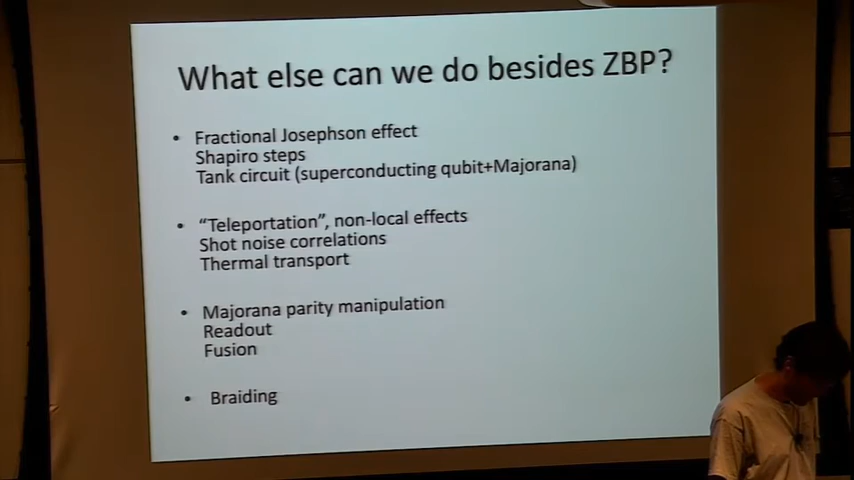 What else can we do besides ZBP?
• Fractional Josephson effect
Shapiro steps
Tank circuit (superconducting qubit+Majorana)
• “Teleportation”, non-local effects
Shot noise correlations
Thermal transport
• Majorana parity manipulation
Readout
Fusion
• Braiding